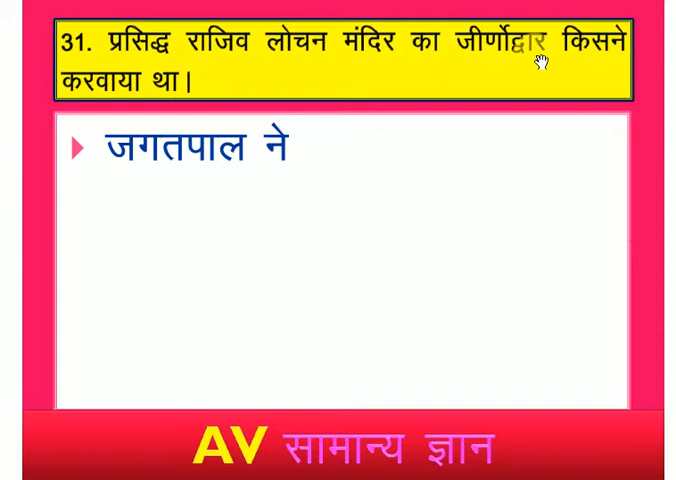 31. प्रसिद्ध राजिव लोचन मंदिर का जीर्णोद्वार किसने
करवाया था।
जगतपाल ने
AV सामान्य ज्ञान